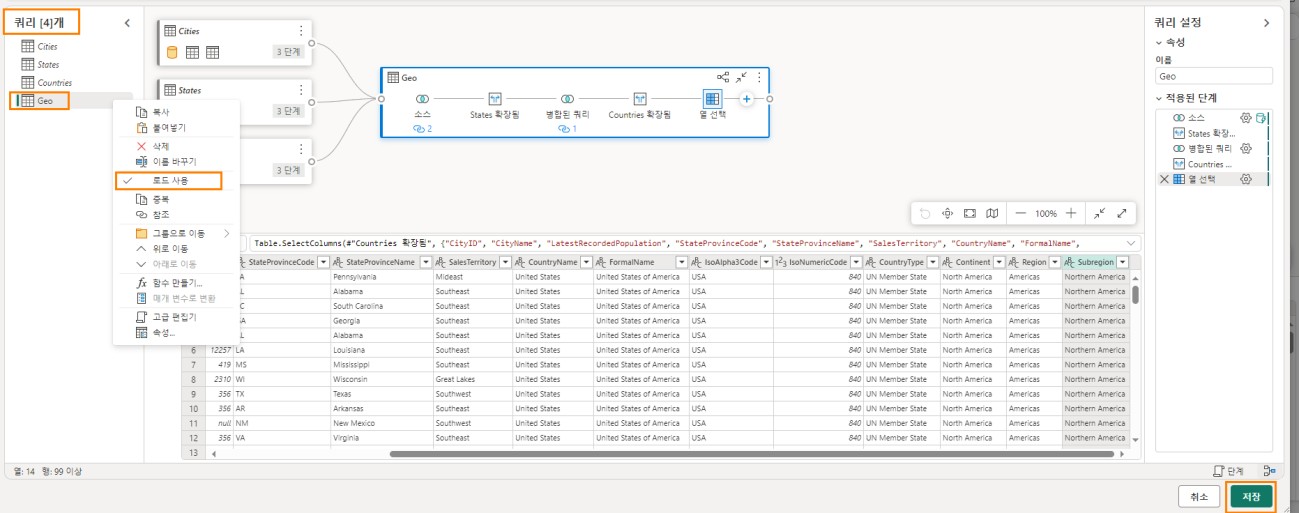 쿼리 [4]개
Cities
States
Countries
Geo
복사
붙여넣기
삭제
이름 바꾸기
로드 사용
중복
참조
그룹으로 이동
위로 이동
아래로 이동
함수 만들기...
매개 변수로 변환
고급 편집기
속성...
Cities
3 단계
States
3 단계
3 단계
Geo
소스
States 확장됨
병합된 쿼리
Countries 확장됨
열 선택
2
1
100%
Table.SelectColumns(#"Countries 확장됨", {"CityID", "CityName", "LatestRecordedPopulation", "StateProvinceCode", "StateProvinceName", "SalesTerritory", "CountryName", "FormalName",
StateProvinceCode StateProvinceName SalesTerritory CountryName FormalName IsoAlpha3Code IsoNumericCode CountryType Continent Region Subregion
A Pennsylvania Mideast United States United States of America USA 840 UN Member State North America Americas Northern America
L Alabama Southeast United States United States of America USA 840 UN Member State North America Americas Northern America
C South Carolina Southeast United States United States of America USA 840 UN Member State North America Americas Northern America
A Georgia Southeast United States United States of America USA 840 UN Member State North America Americas Northern America
L Alabama Southeast United States United States of America USA 840 UN Member State North America Americas Northern America
6 12257 LA Louisiana Southeast United States United States of America USA 840 UN Member State North America Americas Northern America
7 419 MS Mississippi Southeast United States United States of America USA 840 UN Member State North America Americas Northern America
8 2310 WI Wisconsin Great Lakes United States United States of America USA 840 UN Member State North America Americas Northern America
9 356 TX Texas Southwest United States United States of America USA 840 UN Member State North America Americas Northern America
10 356 AR Arkansas Southeast United States United States of America USA 840 UN Member State North America Americas Northern America
11 null NM New Mexico Southwest United States United States of America USA 840 UN Member State North America Americas Northern America
12 356 VA Virginia Southeast United States United States of America USA 840 UN Member State North America Americas Northern America
13
쿼리 설정
속성
이름
Geo
적용된 단계
소스
States 확장...
병합된 쿼리
Countries ...
열 선택
열: 14 행: 99 이상
단계
취소
저장